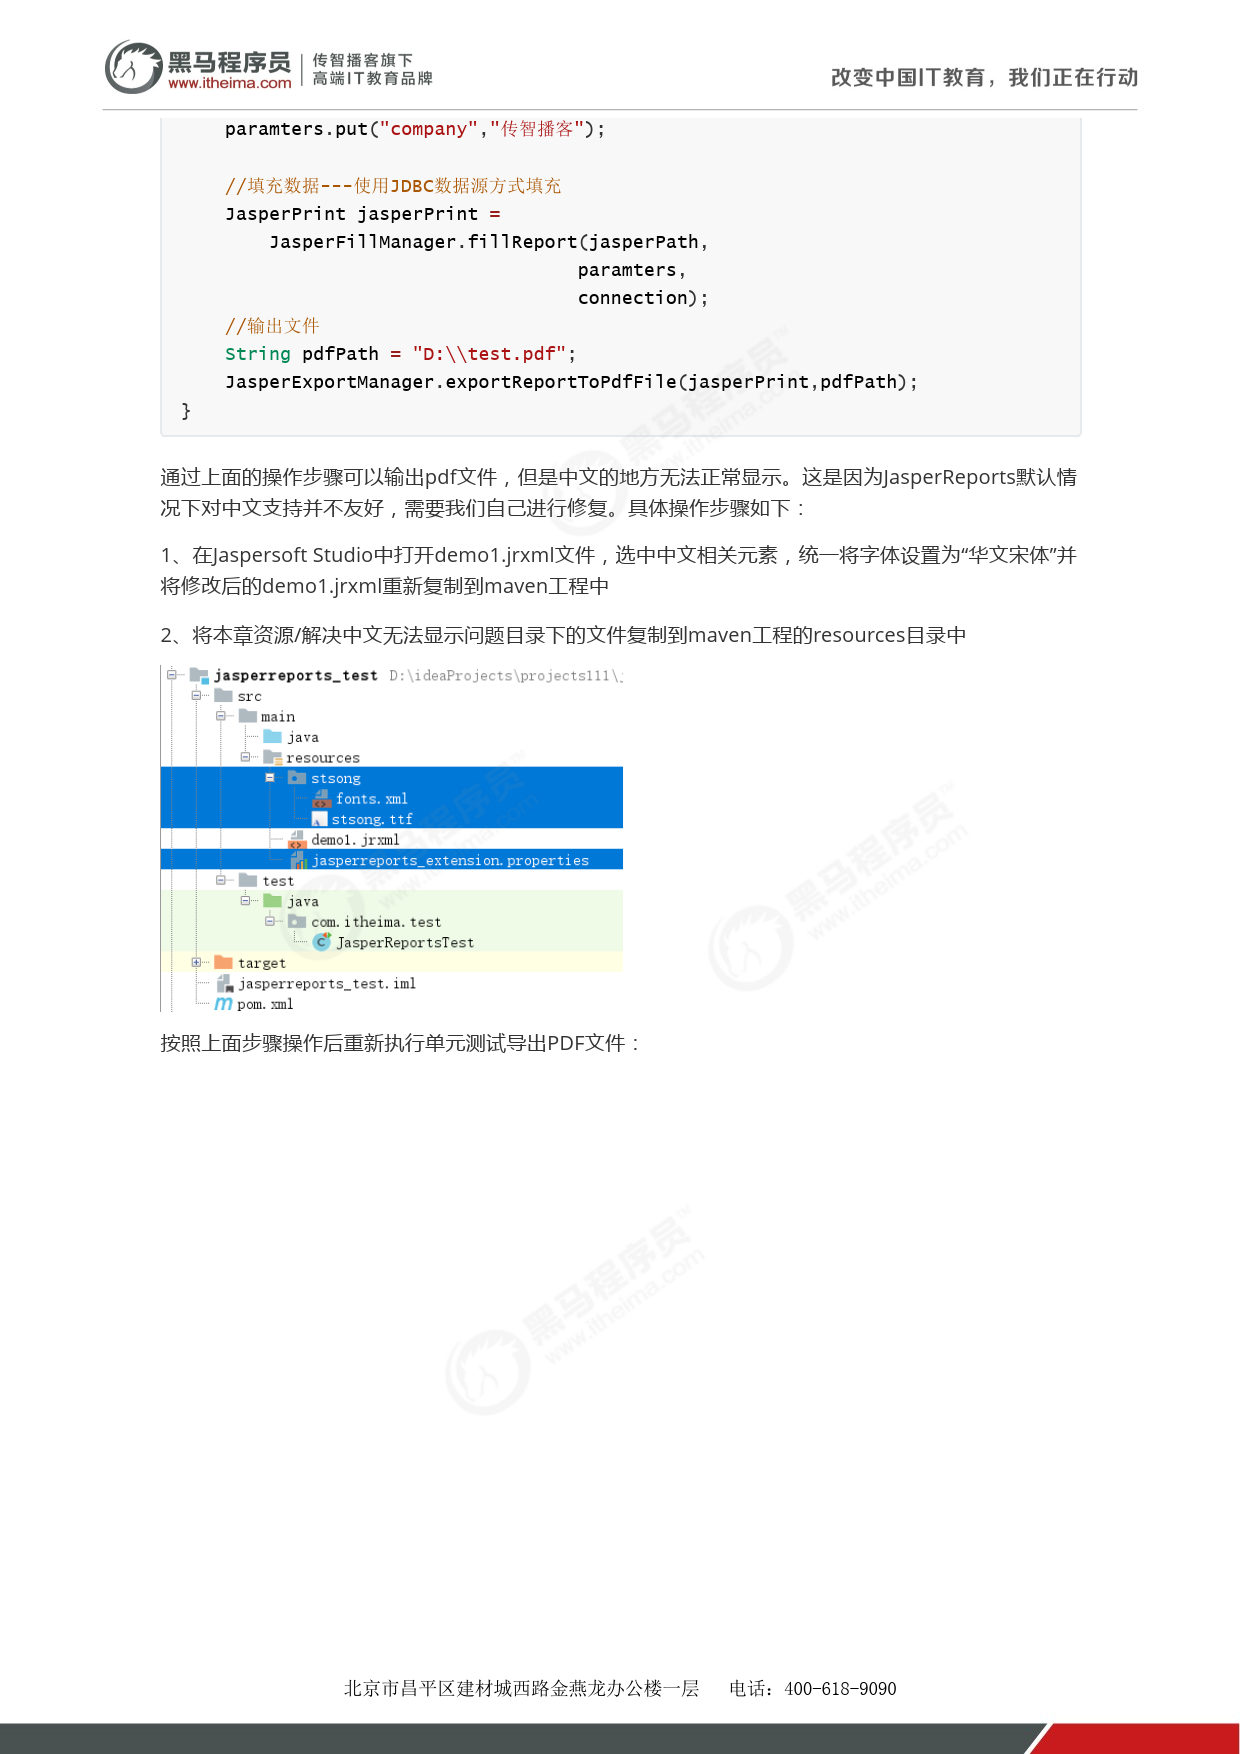 黑马程序员
www.itheima.com
传智播客旗下
高端IT教育品牌
改变中国IT教育，我们正在行动
paramters.put("company","传智播客");
//填充数据---使用JDBC数据源方式填充
JasperPrint jasperPrint =
JasperFillManager.fillReport(jasperPath,
paramters,
connection);
//输出文件
String pdfPath = "D:\\test.pdf";
JasperExportManager.exportReportToPdfFile(jasperPrint,pdfPath);
}
通过上面的操作步骤可以输出pdf文件，但是中文的地方无法正常显示。这是因为JasperReports默认情
况下对中文支持并不友好，需要我们自己进行修复。具体操作步骤如下：
1、在Jaspersoft Studio中打开demo1.jrxml文件，选中中文相关元素，统一将字体设置为“华文宋体”并
将修改后的demo1.jrxml重新复制到maven工程中
2、将本章资源/解决中文无法显示问题目录下的文件复制到maven工程的resources目录中
jasperreports_test D:\ideaProjects\projects111\
src
main
java
resources
stsong
fonts.xml
stsong.ttf
demo1.jrxml
jasperreports_extension.properties
test
java
com.itheima.test
JasperReportsTest
target
jasperreports_test.iml
pom.xml
按照上面步骤操作后重新执行单元测试导出PDF文件：
北京市昌平区建材城西路金燕龙办公楼一层 电话：400-618-9090